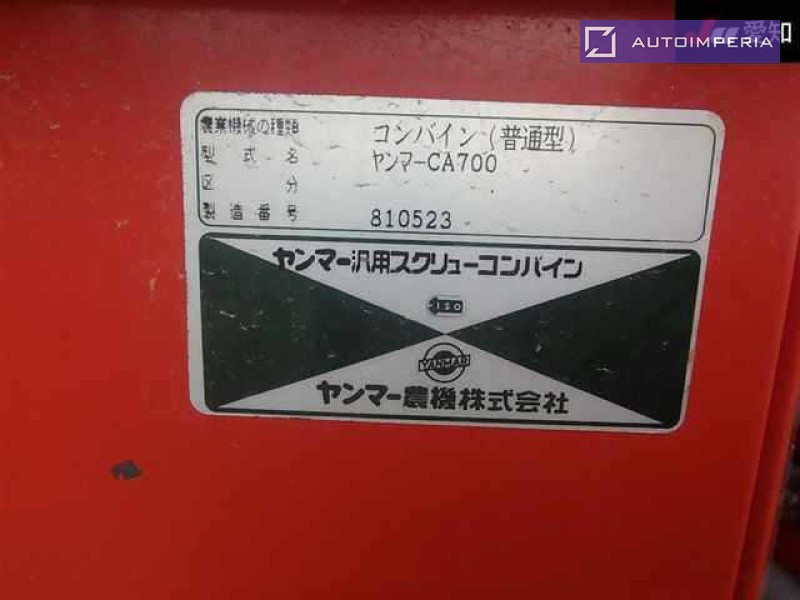 愛知
AUTOIMPERIA
農業機械の種類 コンバイン(普通型)
型式名 ヤンマーCA700
区分
製造番号 810523
ヤンマー汎用スクリューコンバイン
ISO
YANMAR
ヤンマー農機株式会社